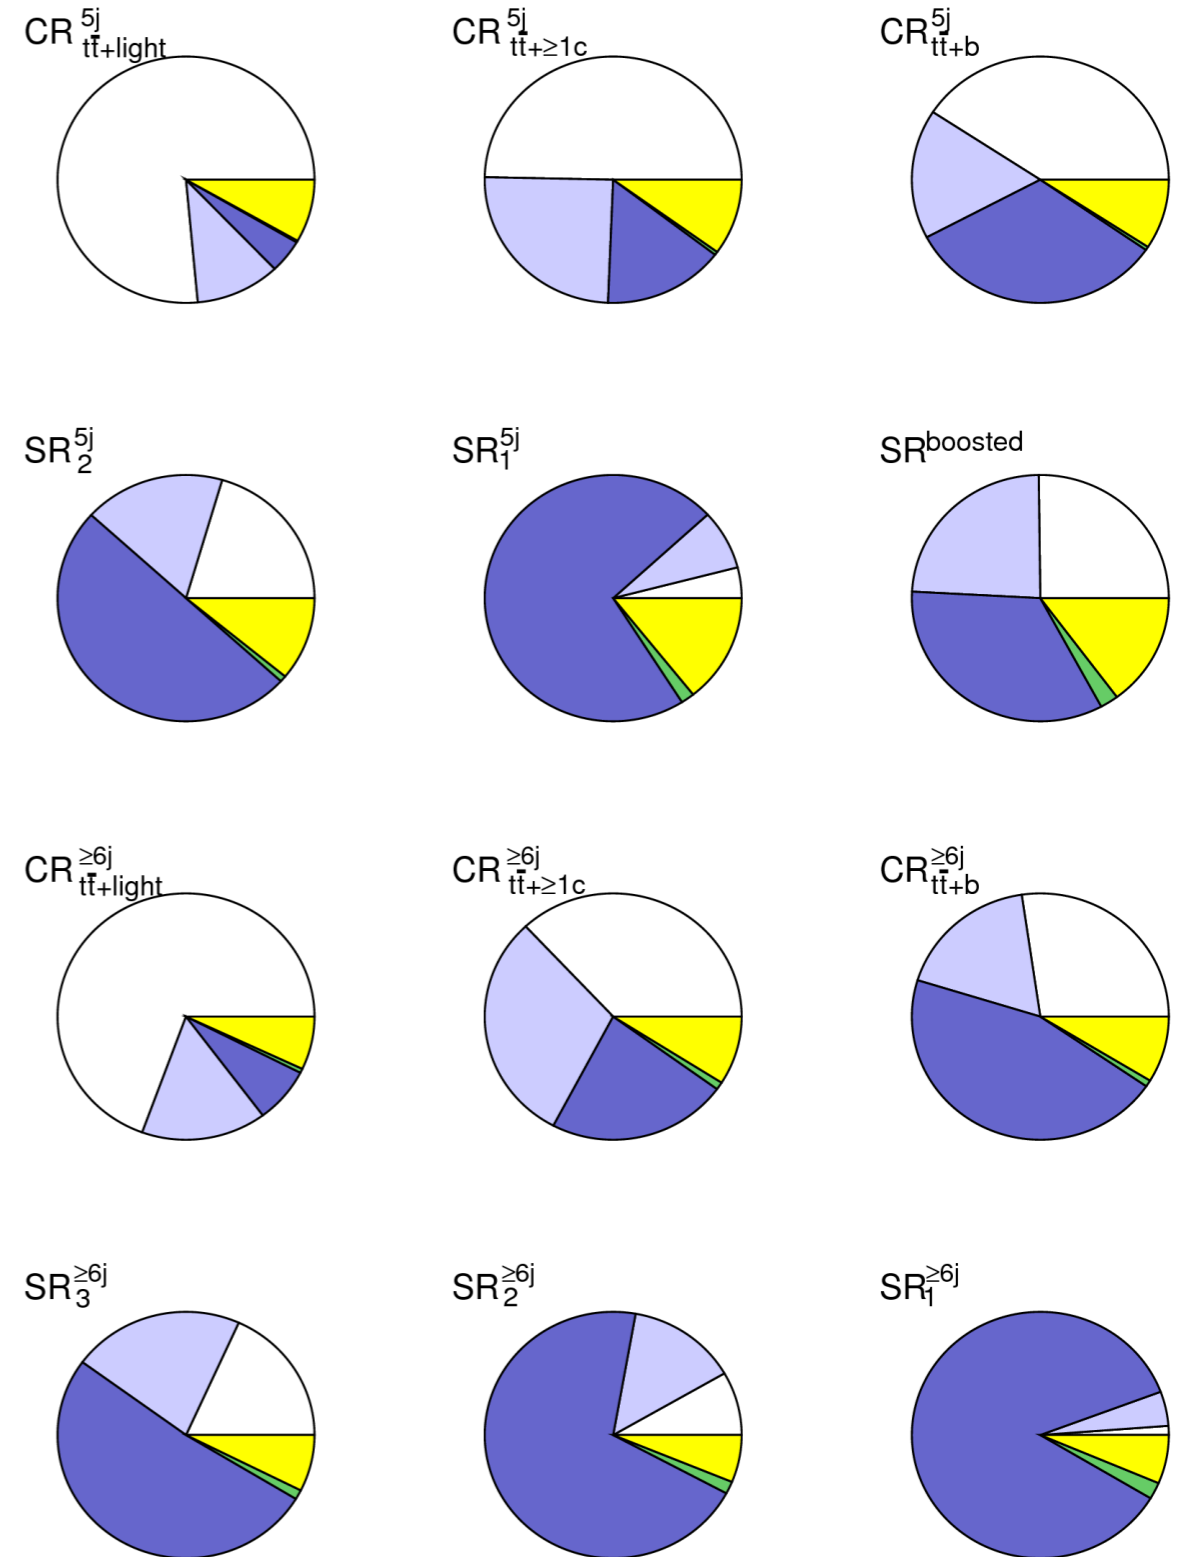 CR 5j tt̄+light
CR 5j tt̄+≥1c
CR 5j tt̄+b
SR 5j 2
SR 5j 1
SR boosted
CR ≥6j tt̄+light
CR ≥6j tt̄+≥1c
CR ≥6j tt̄+b
SR ≥6j 3
SR ≥6j 2
SR ≥6j 1